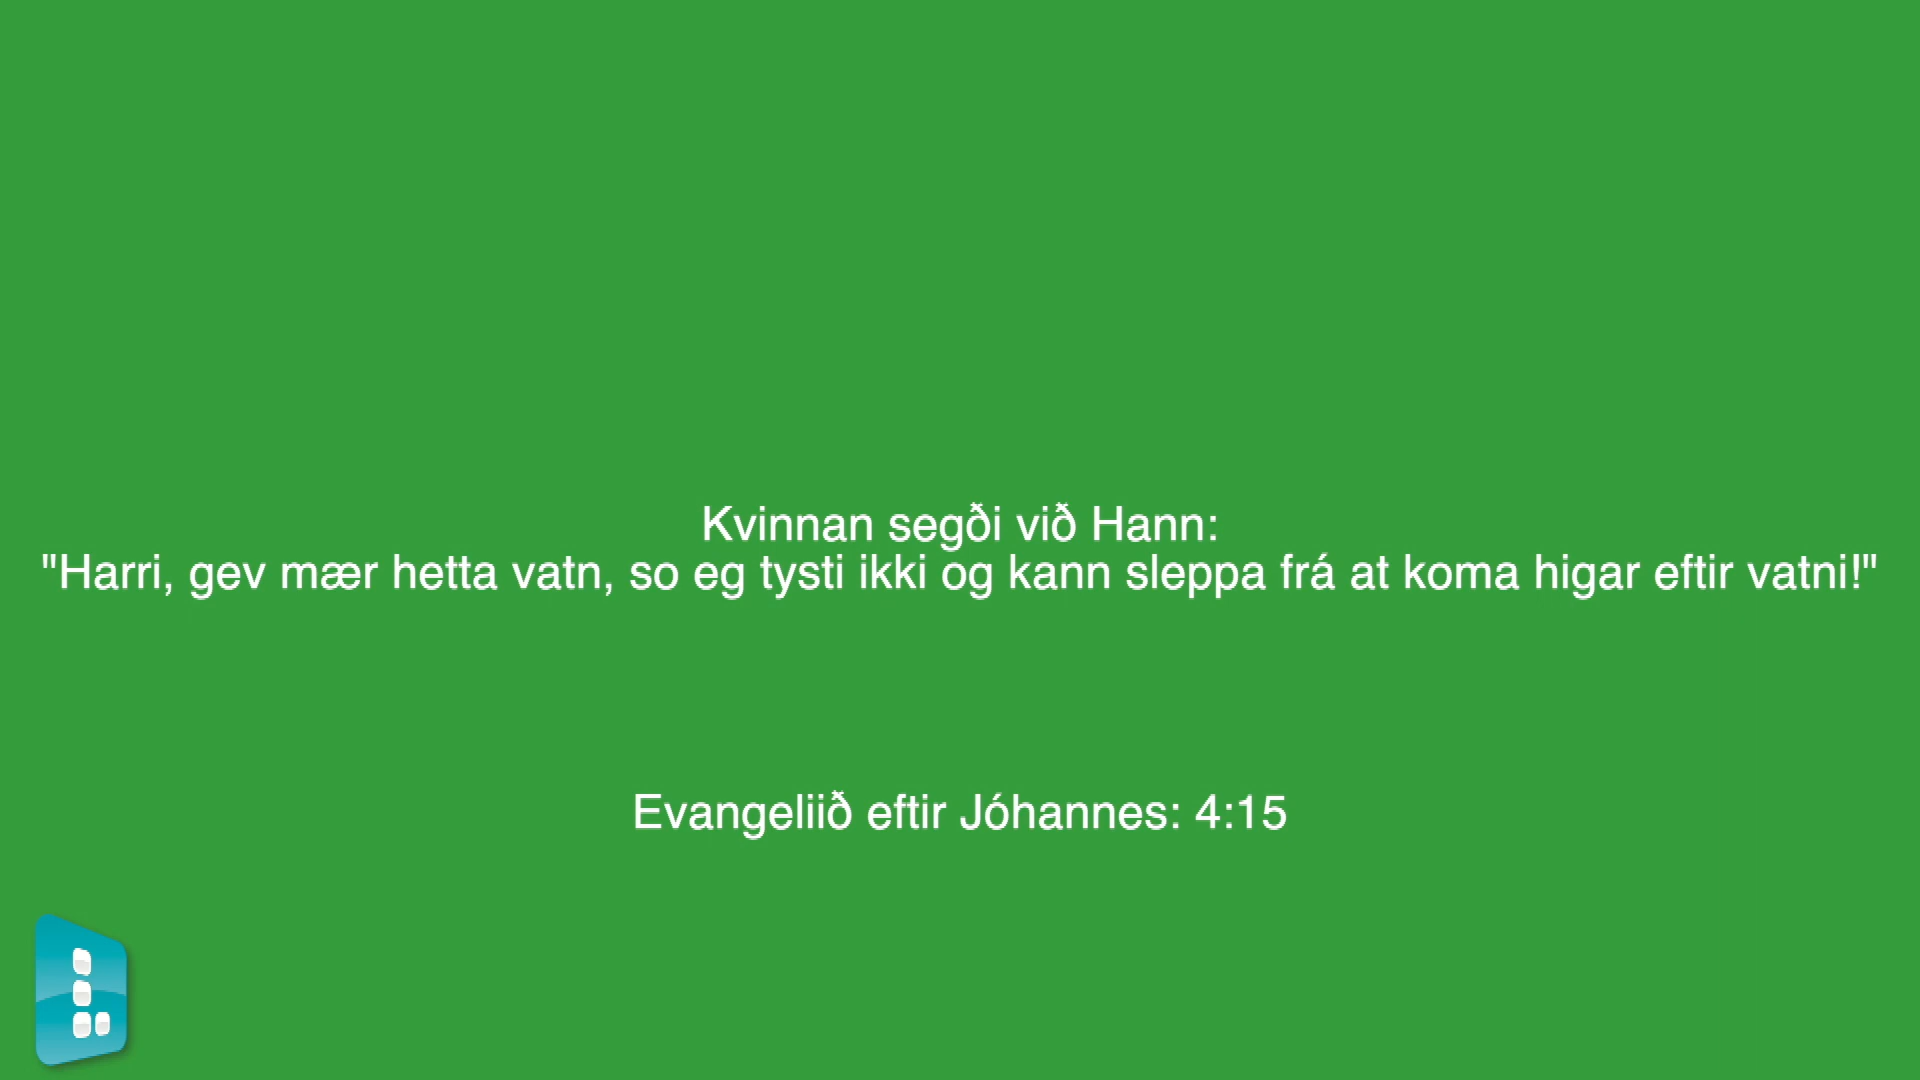 Kvinnan segði við Hann:
"Harri, gev mær hetta vatn, so eg tysti ikki og kann sleppa frá at koma higar eftir vatni!"
Evangeliið eftir Jóhannes: 4:15